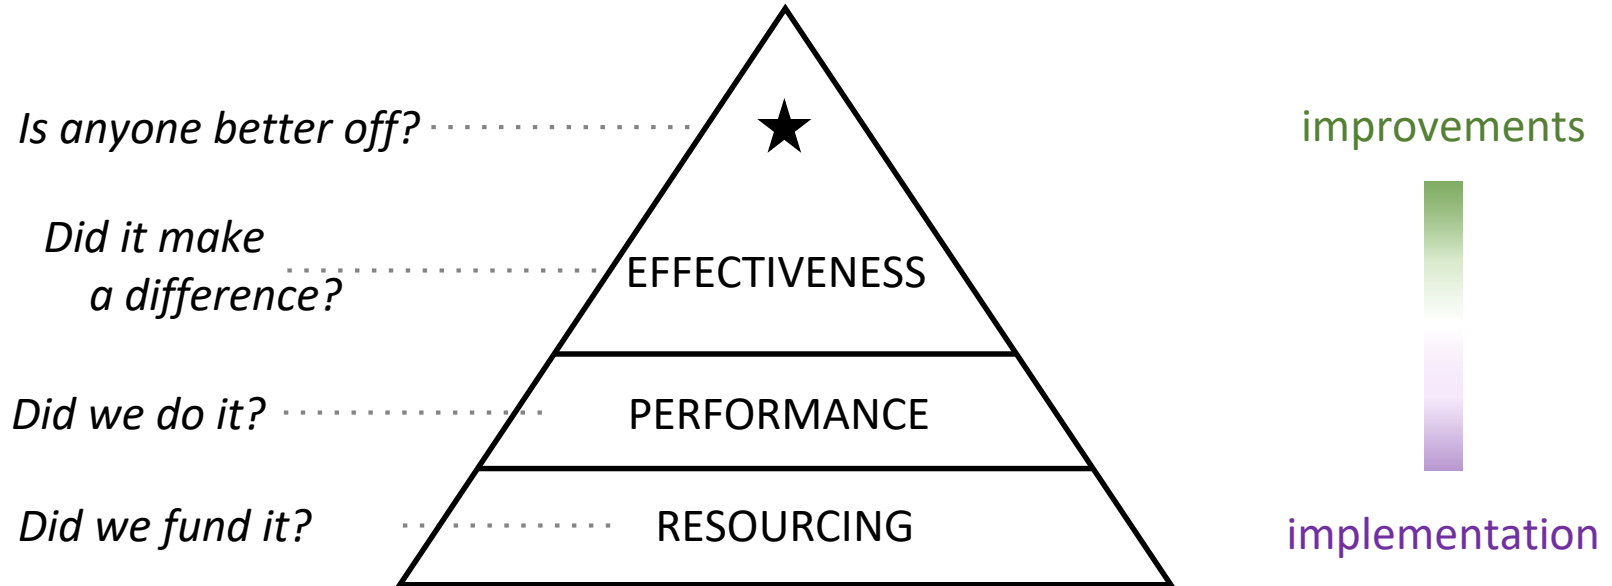 Is anyone better off?
improvements
Did it make
a difference?
EFFECTIVENESS
Did we do it?
PERFORMANCE
Did we fund it?
RESOURCING
implementation